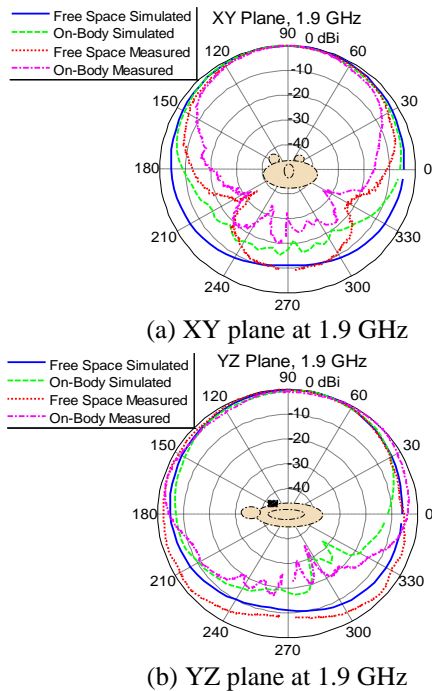 Free Space Simulated
On-Body Simulated
Free Space Measured
On-Body Measured
XY Plane, 1.9 GHz
90
0 dBi
120
60
-10
150
-20
30
-30
-40
180
0
210
330
240
300
270
(a) XY plane at 1.9 GHz
Free Space Simulated
On-Body Simulated
Free Space Measured
On-Body Measured
YZ Plane, 1.9 GHz
90
0 dBi
120
60
-10
150
-20
30
-30
-40
180
0
210
330
240
300
270
(b) YZ plane at 1.9 GHz